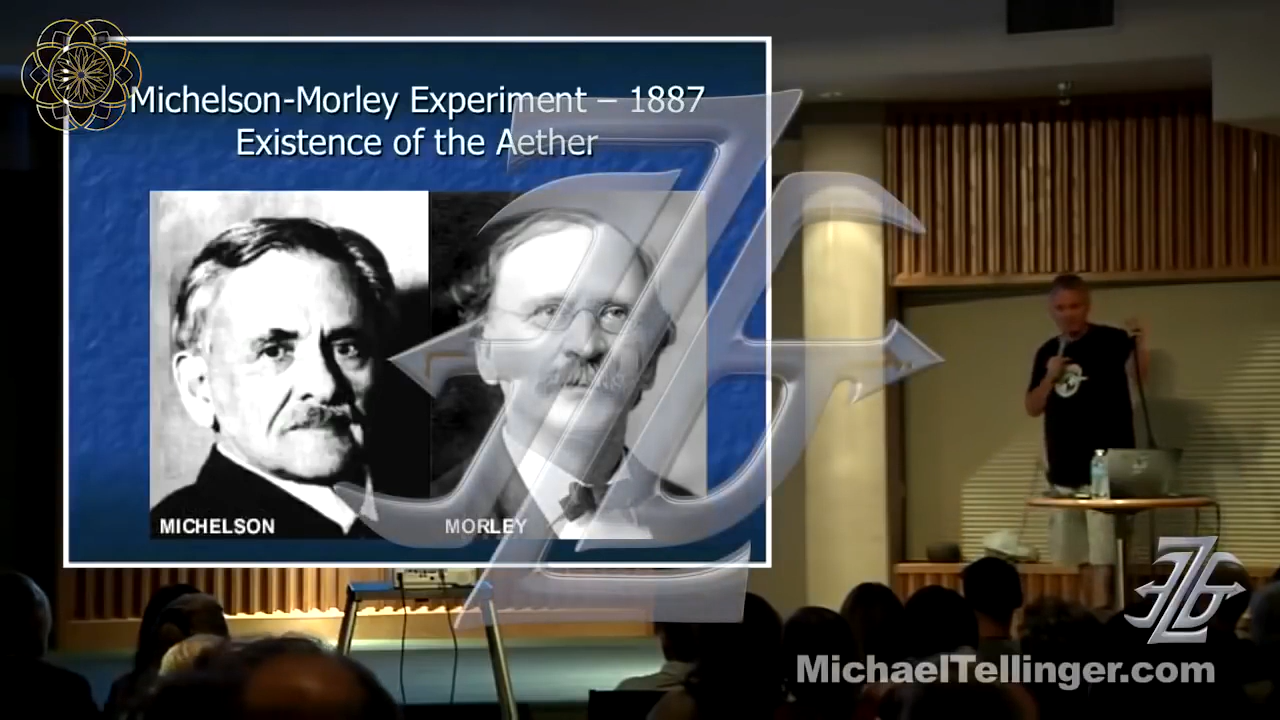 Michelson-Morley Experiment – 1887
Existence of the Aether
MICHELSON
MORLEY
MichaelTellinger.com